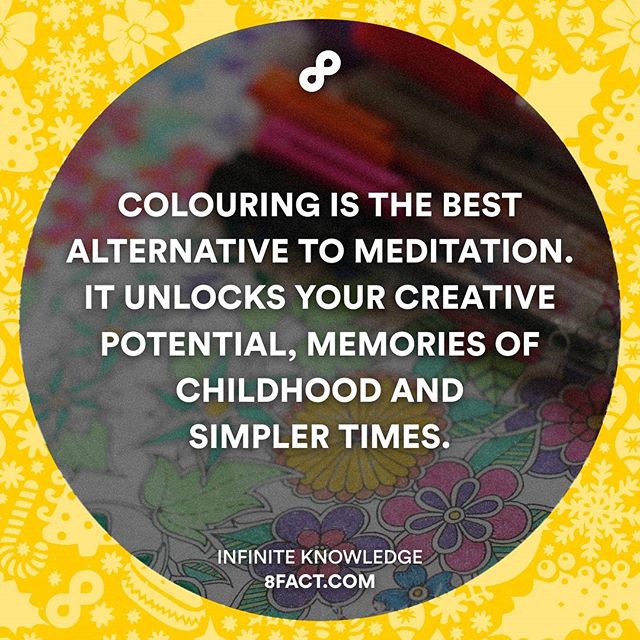 COLOURING IS THE BEST
ALTERNATIVE TO MEDITATION.
IT UNLOCKS YOUR CREATIVE
POTENTIAL, MEMORIES OF
CHILDHOOD AND
SIMPLER TIMES.
INFINITE KNOWLEDGE
8FACT.COM